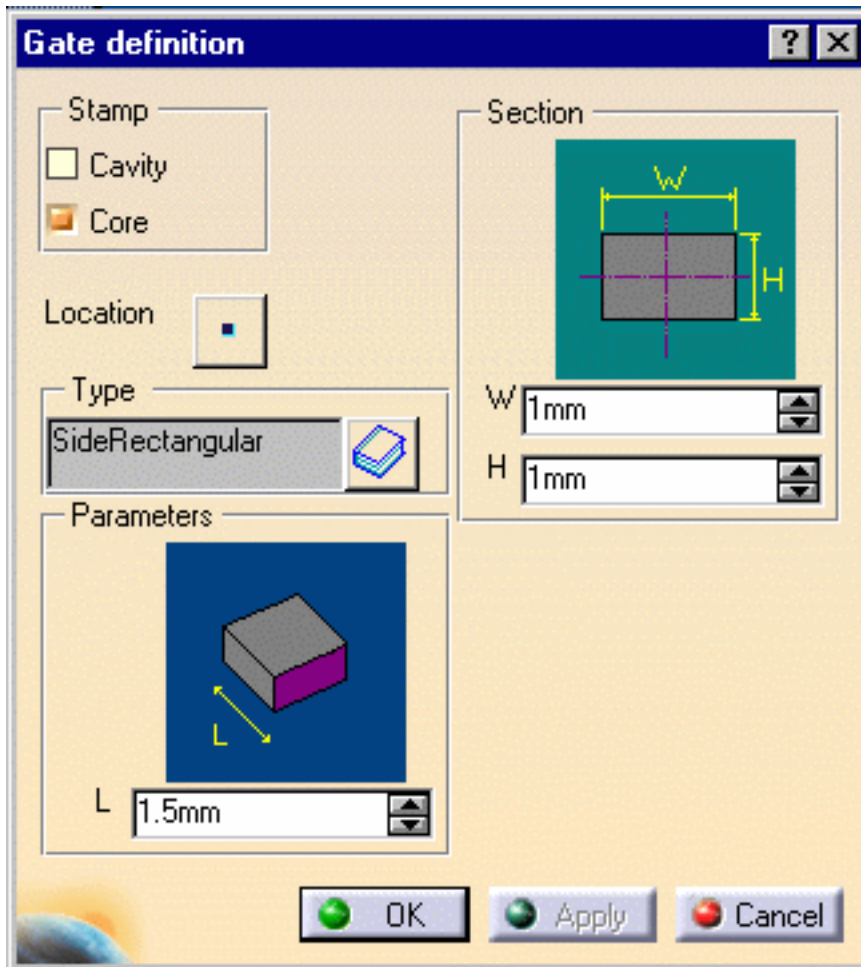 Gate definition
Stamp
Cavity
Core
Location
Type
SideRectangular
Parameters
L
L 1.5mm
Section
W
H
W 1mm
H 1mm
OK Apply Cancel